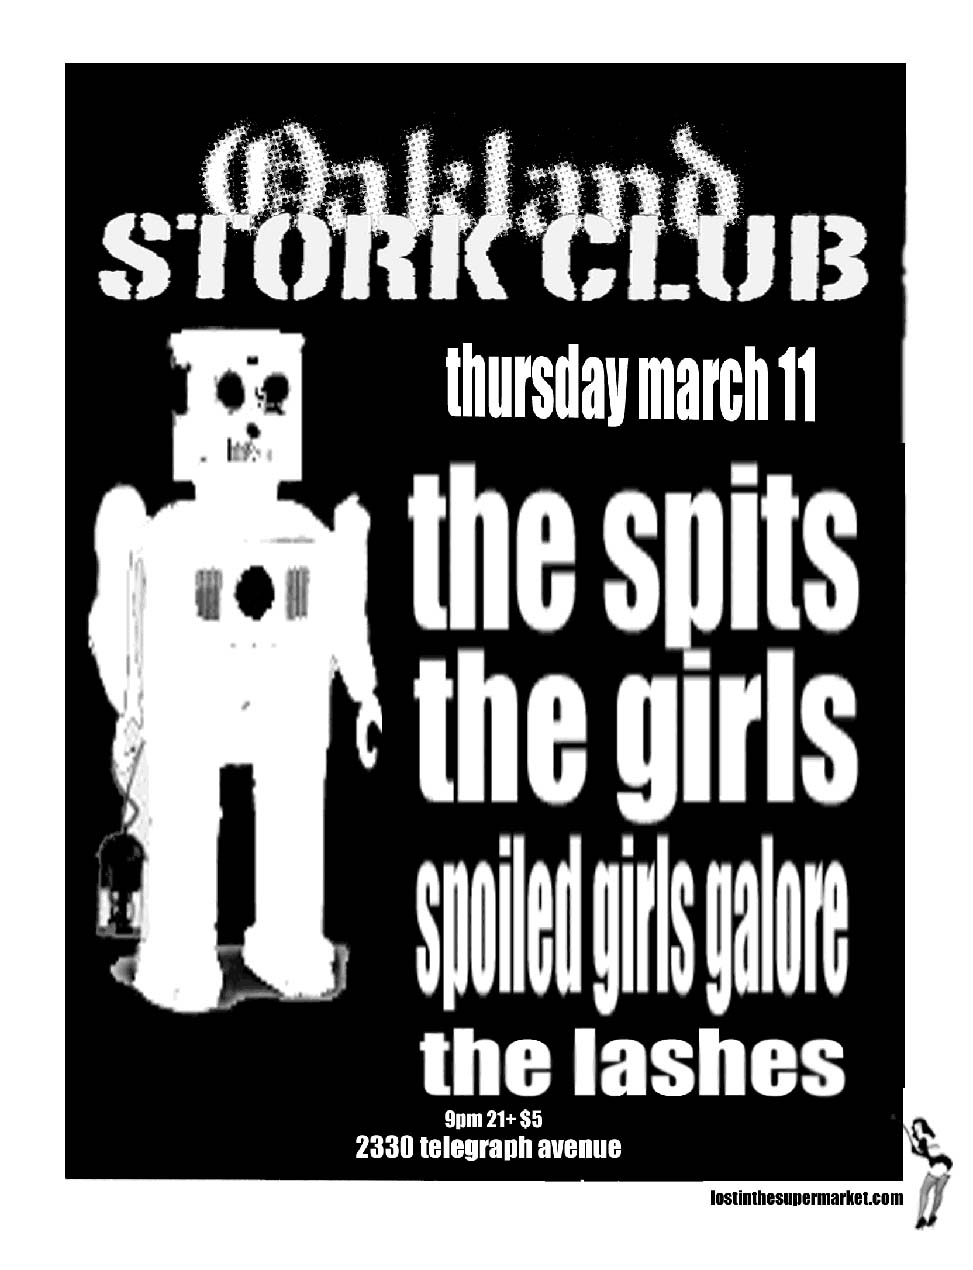 Oakland
STORK CLUB
thursday march 11
the spits
the girls
spoiled girls galore
the lashes
9pm 21+ $5
2330 telegraph avenue
lostinthesupermarket.com